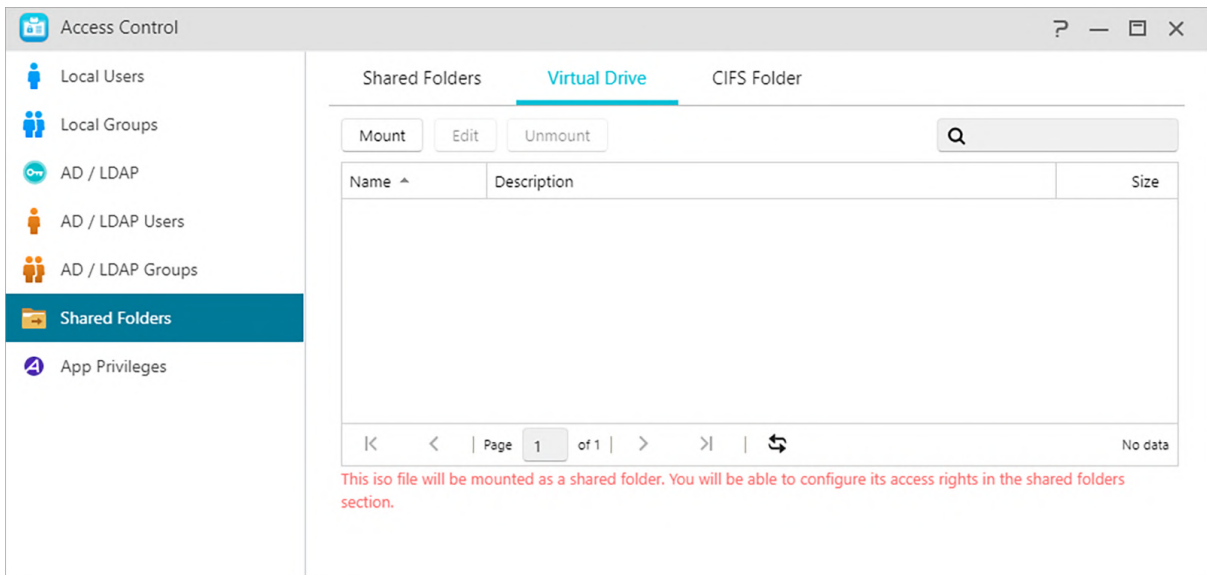 Access Control
Local Users
Local Groups
AD / LDAP
AD / LDAP Users
AD / LDAP Groups
Shared Folders
App Privileges
Shared Folders Virtual Drive CIFS Folder
Mount Edit Unmount
Name Description Size
Page 1 of 1 No data
This iso file will be mounted as a shared folder. You will be able to configure its access rights in the shared folders
section.